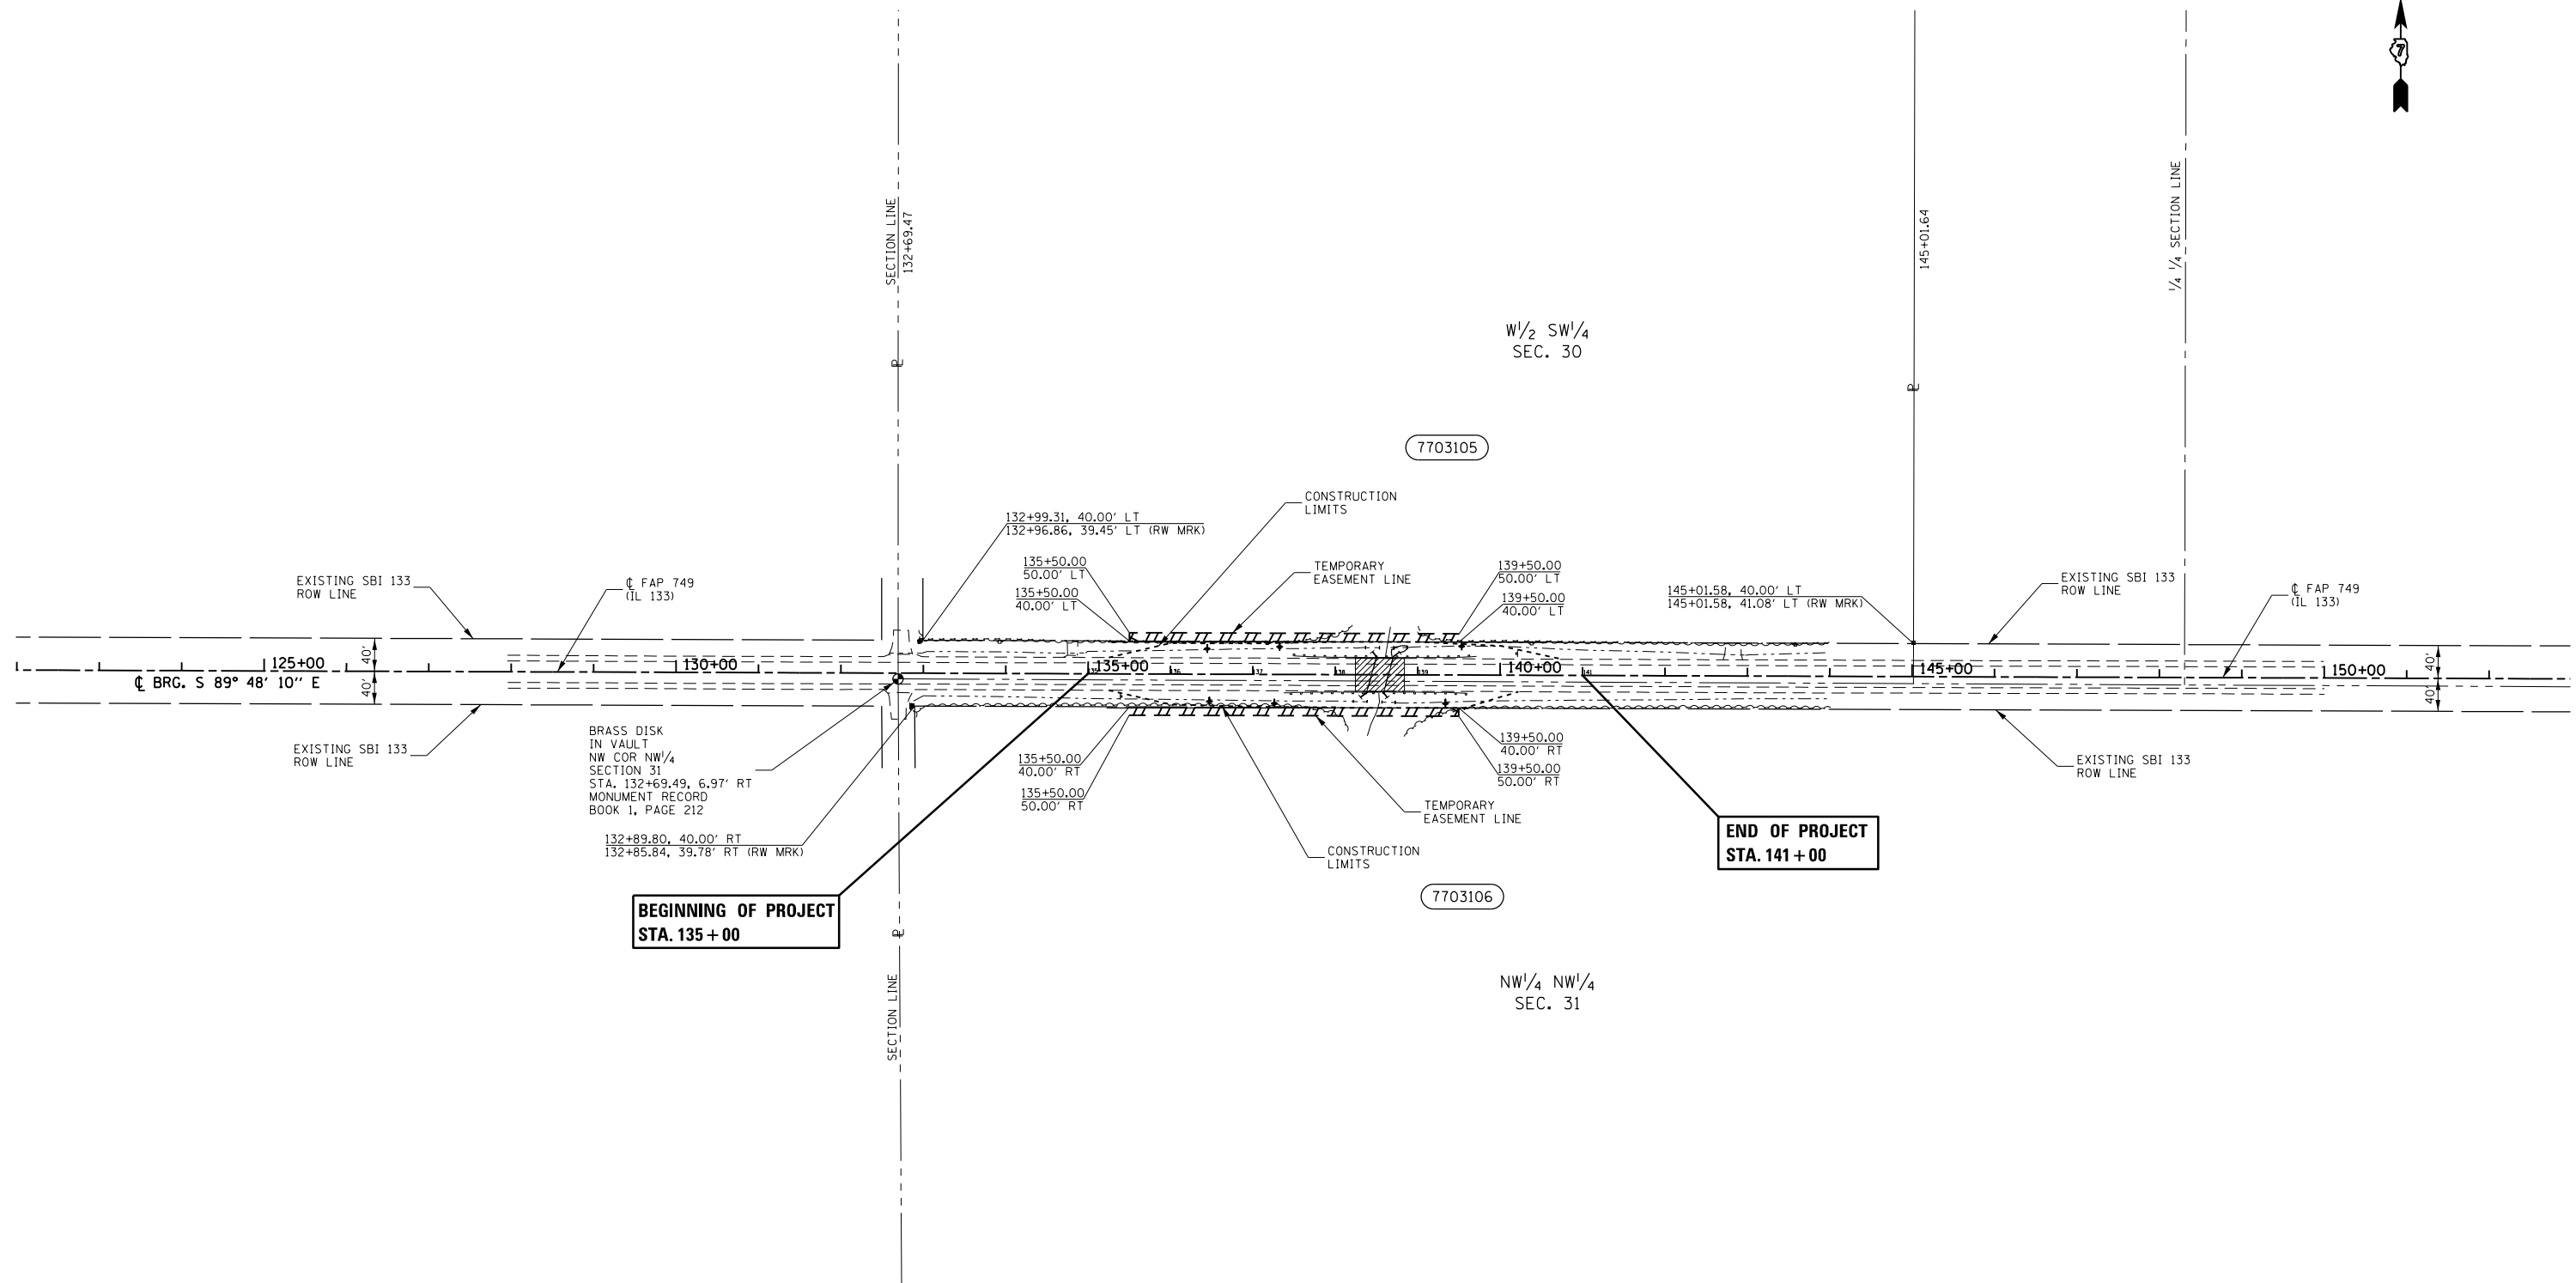 7
SECTION LINE
132+69.47
145+01.64
1/4 1/4 SECTION LINE
W1/2 SW1/4
SEC. 30
PL
PL
7703105
CONSTRUCTION
LIMITS
132+99.31, 40.00' LT
132+96.86, 39.45' LT (RW MRK)
135+50.00
50.00' LT
135+50.00
40.00' LT
TEMPORARY
EASEMENT LINE
139+50.00
50.00' LT
139+50.00
40.00' LT
145+01.58, 40.00' LT
145+01.58, 41.08' LT (RW MRK)
EXISTING SBI 133
ROW LINE
℄ FAP 749
(IL 133)
EXISTING SBI 133
ROW LINE
℄ FAP 749
(IL 133)
40'
40'
125+00
130+00
135+00
140+00
145+00
150+00
135
136
137
138
139
141
℄ BRG. S 89° 48' 10'' E
40'
40'
EXISTING SBI 133
ROW LINE
BRASS DISK
IN VAULT
NW COR NW1/4
SECTION 31
STA. 132+69.49, 6.97' RT
MONUMENT RECORD
BOOK 1, PAGE 212
132+89.80, 40.00' RT
132+85.84, 39.78' RT (RW MRK)
135+50.00
40.00' RT
135+50.00
50.00' RT
139+50.00
40.00' RT
139+50.00
50.00' RT
TEMPORARY
EASEMENT LINE
CONSTRUCTION
LIMITS
EXISTING SBI 133
ROW LINE
END OF PROJECT
STA. 141+00
BEGINNING OF PROJECT
STA. 135+00
7703106
PL
SECTION LINE
NW1/4 NW1/4
SEC. 31